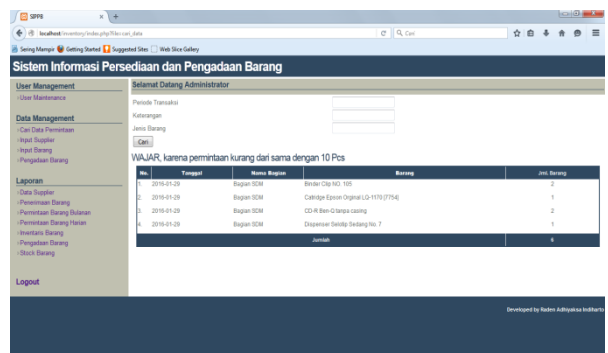 SPPB
localhost/inventory/index.php?file=cari_data
Cari
Sering Mampir Getting Started Suggested Sites Web Slice Gallery
Sistem Informasi Persediaan dan Pengadaan Barang
User Management
User Maintenance
Data Management
Cari Data Permintaan
Input Supplier
Input Barang
Pengadaan Barang
Laporan
Data Supplier
Penerimaan Barang
Permintaan Barang Bulanan
Permintaan Barang Harian
Inventaris Barang
Pengadaan Barang
Stock Barang
Logout
Selamat Datang Administrator
Periode Transaksi
Keterangan
Jenis Barang
Cari
WAJAR, karena permintaan kurang dari sama dengan 10 Pcs
No. Tanggal Nama Bagian Barang Jml. Barang
1. 2016-01-29 Bagian SDM Binder Clip NO. 105 2
2. 2016-01-29 Bagian SDM Catridge Epson Orginal LQ-1170 (7754) 1
3. 2016-01-29 Bagian SDM CD-R Ben-Q tanpa casing 2
4. 2016-01-29 Bagian SDM Dispenser Selotip Sedang No. 7 1
Jumlah 6
Developed by Raden Adhiyaksa Indiharto